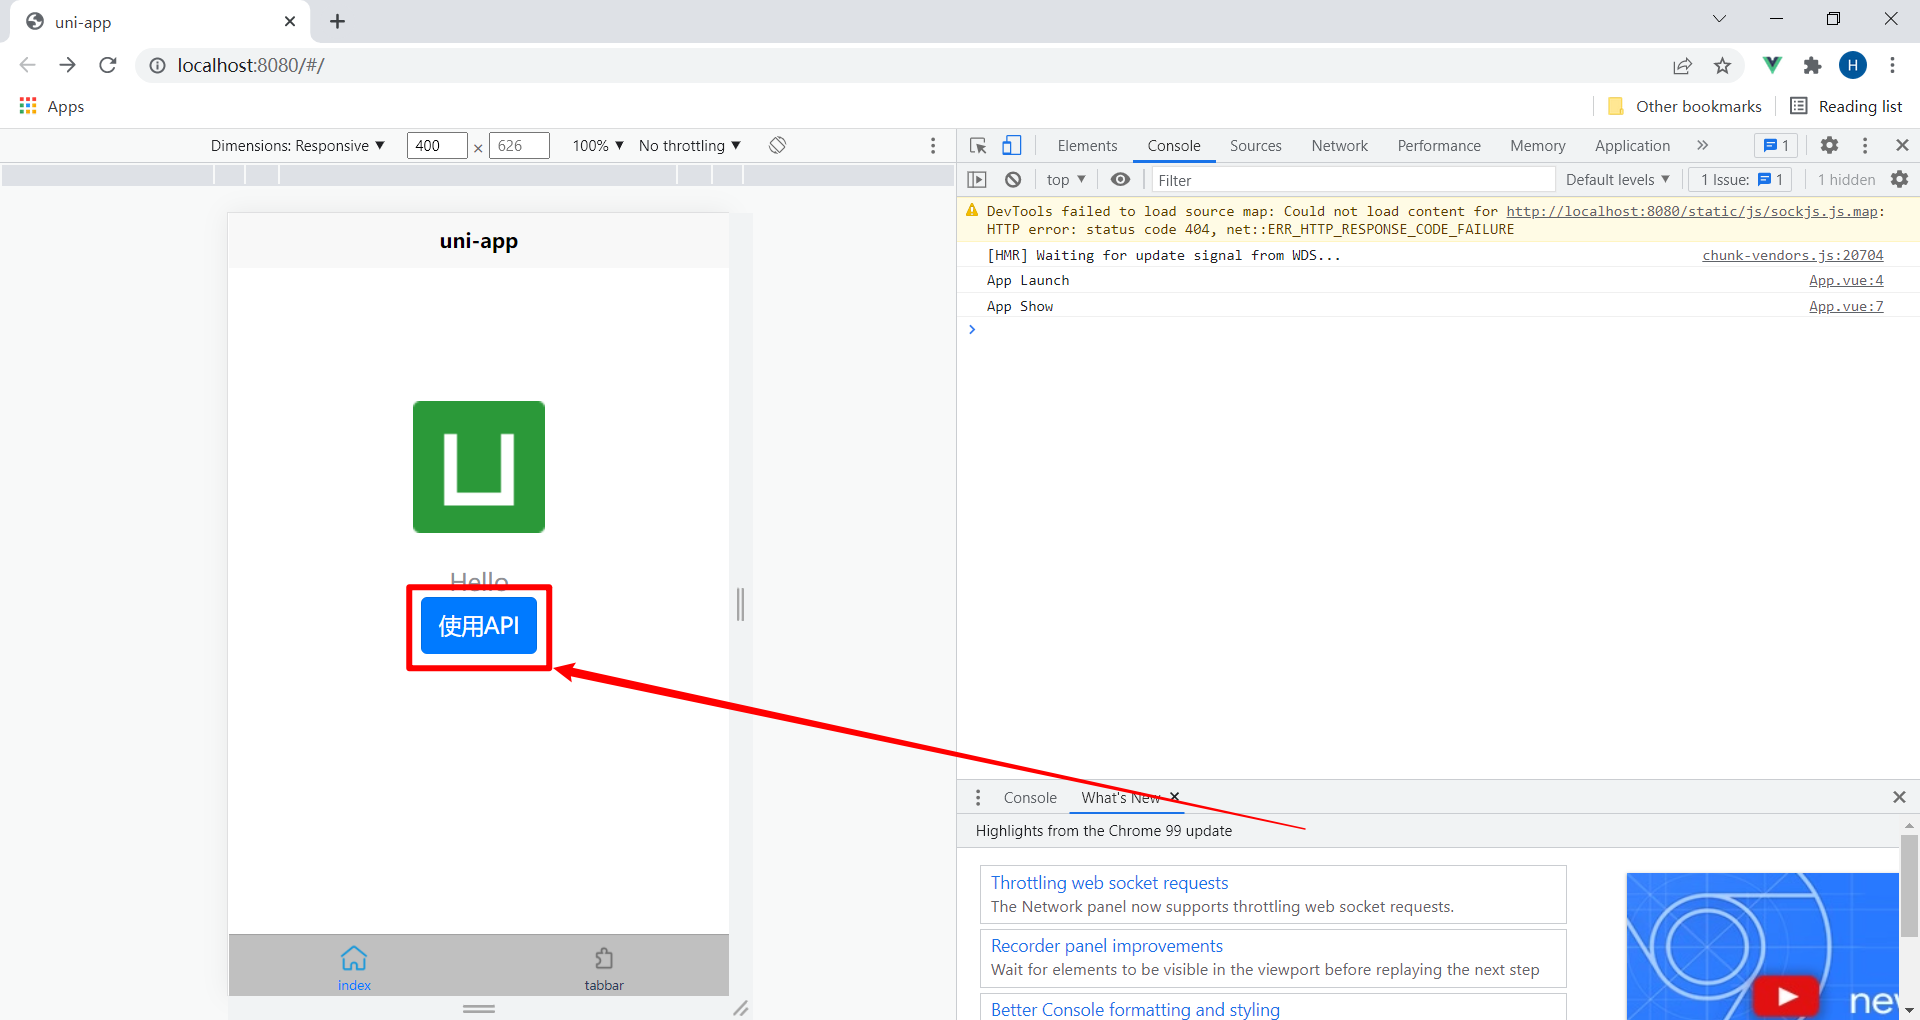 uni-app
localhost:8080/#/
H
Apps
Other bookmarks
Reading list
Dimensions: Responsive ▼
400 × 626
100% ▼
No throttling ▼
Elements Console Sources Network Performance Memory Application
1
top ▼
Filter
Default levels ▼
1 Issue: 1
1 hidden
DevTools failed to load source map: Could not load content for http://localhost:8080/static/js/sockjs.js.map:
HTTP error: status code 404, net::ERR_HTTP_RESPONSE_CODE_FAILURE
[HMR] Waiting for update signal from WDS... chunk-vendors.js:20704
App Launch App.vue:4
App Show App.vue:7
uni-app
Hello
使用API
index
tabbar
Console What's New
Highlights from the Chrome 99 update
Throttling web socket requests
The Network panel now supports throttling web socket requests.
Recorder panel improvements
Wait for elements to be visible in the viewport before replaying the next step
Better Console formatting and styling